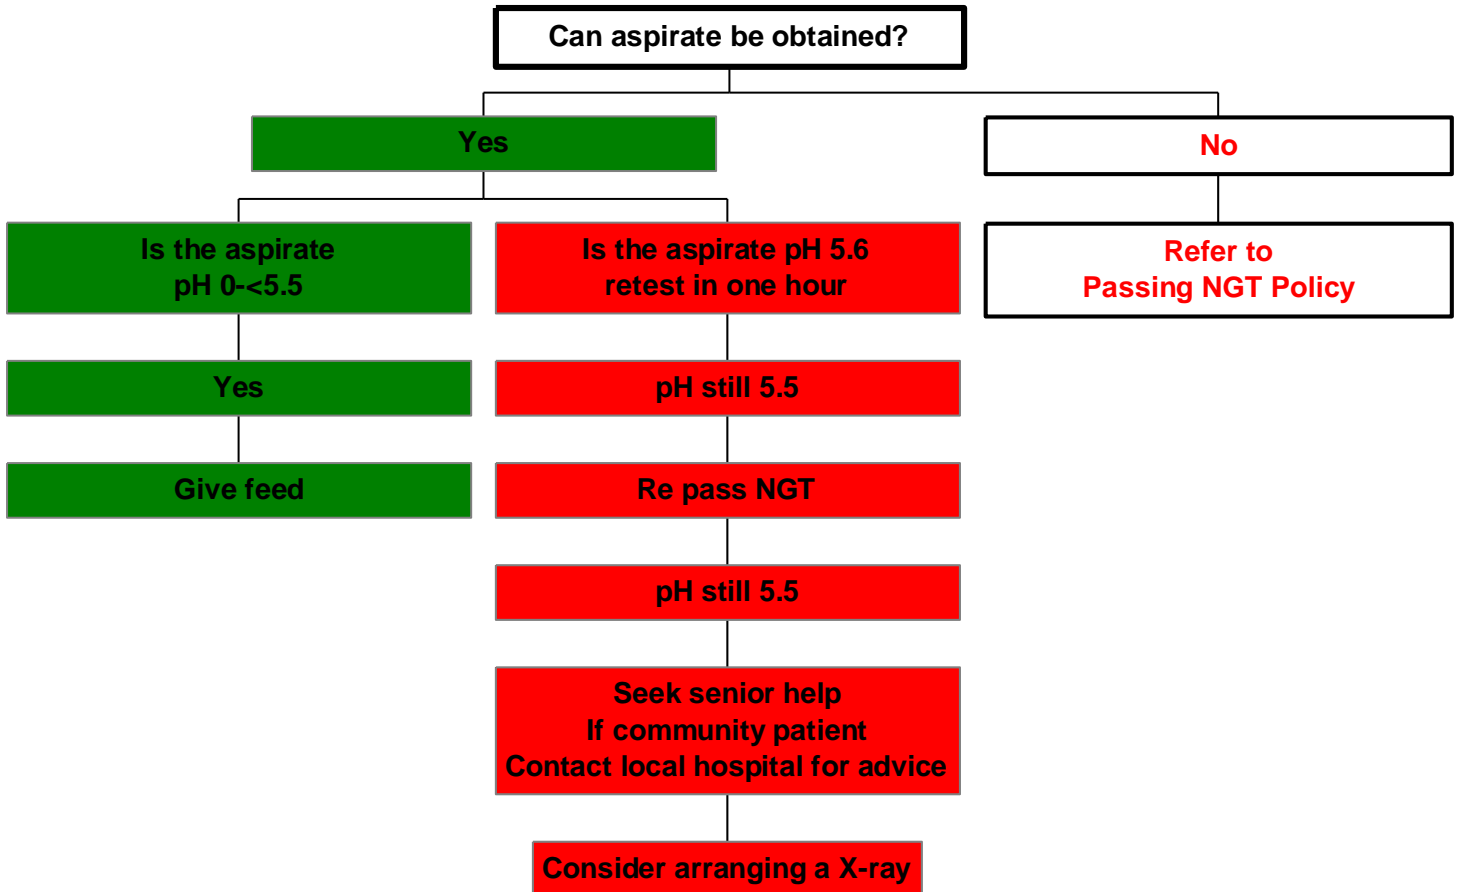 Can aspirate be obtained?
Yes
No
Is the aspirate
pH 0-<5.5
Is the aspirate pH 5.6
retest in one hour
Refer to
Passing NGT Policy
Yes
pH still 5.5
Give feed
Re pass NGT
pH still 5.5
Seek senior help
If community patient
Contact local hospital for advice
Consider arranging a X-ray